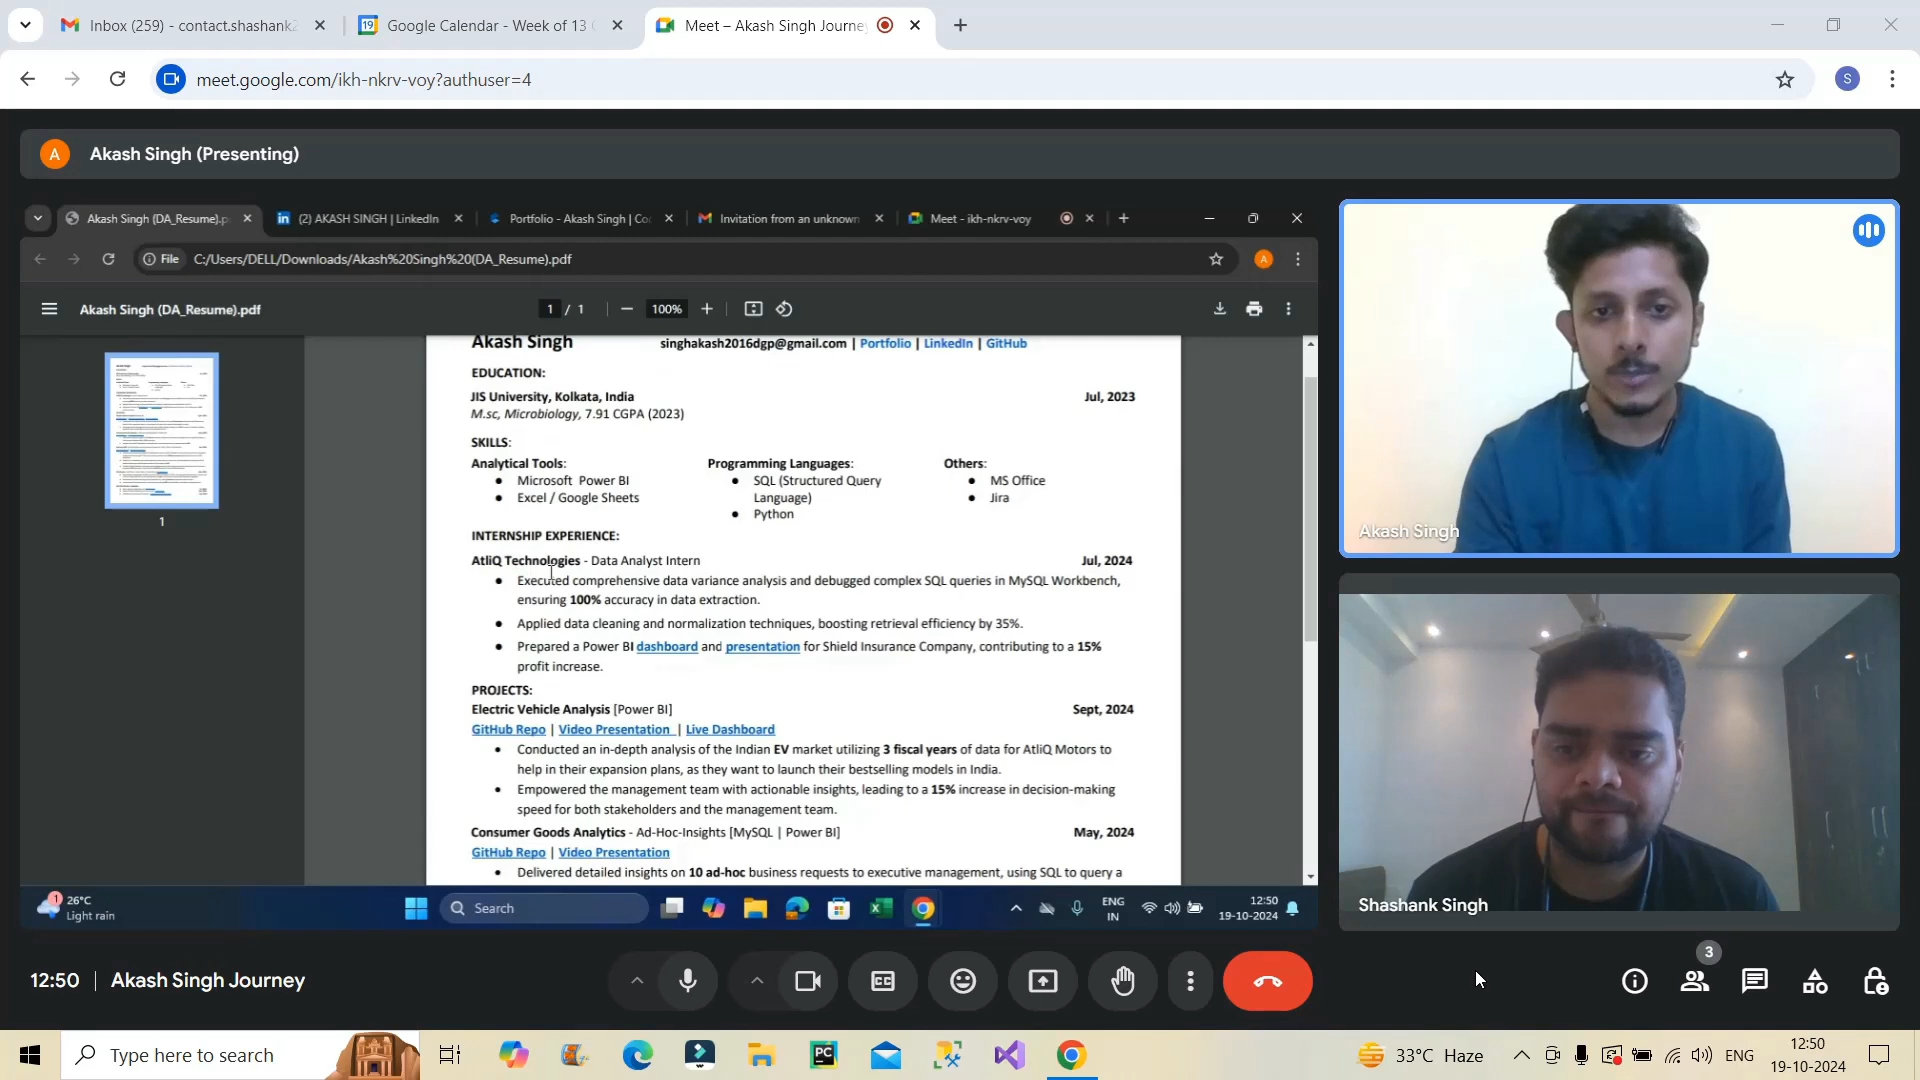 Inbox (259) - contact.shashank
Google Calendar - Week of 13
Meet – Akash Singh Journe
meet.google.com/ikh-nkrv-voy?authuser=4
S
A
Akash Singh (Presenting)
Akash Singh (DA_Resume).p
(2) AKASH SINGH | LinkedIn
Portfolio - Akash Singh | Co
Invitation from an unknown
Meet - ikh-nkrv-voy
File
C:/Users/DELL/Downloads/Akash%20Singh%20(DA_Resume).pdf
A
Akash Singh (DA_Resume).pdf
1 / 1
100%
1
Akash Singh singhakash2016dgp@gmail.com | Portfolio | LinkedIn | GitHub
EDUCATION:
JIS University, Kolkata, India Jul, 2023
M.sc, Microbiology, 7.91 CGPA (2023)
SKILLS:
Analytical Tools: Programming Languages: Others:
● Microsoft Power BI ● SQL (Structured Query ● MS Office
● Excel / Google Sheets Language) ● Jira
● Python
INTERNSHIP EXPERIENCE:
AtliQ Technologies - Data Analyst Intern Jul, 2024
● Executed comprehensive data variance analysis and debugged complex SQL queries in MySQL Workbench,
ensuring 100% accuracy in data extraction.
● Applied data cleaning and normalization techniques, boosting retrieval efficiency by 35%.
● Prepared a Power BI dashboard and presentation for Shield Insurance Company, contributing to a 15%
profit increase.
PROJECTS:
Electric Vehicle Analysis [Power BI] Sept, 2024
GitHub Repo | Video Presentation | Live Dashboard
● Conducted an in-depth analysis of the Indian EV market utilizing 3 fiscal years of data for AtliQ Motors to
help in their expansion plans, as they want to launch their bestselling models in India.
● Empowered the management team with actionable insights, leading to a 15% increase in decision-making
speed for both stakeholders and the management team.
Consumer Goods Analytics - Ad-Hoc-Insights [MySQL | Power BI] May, 2024
GitHub Repo | Video Presentation
● Delivered detailed insights on 10 ad-hoc business requests to executive management, using SQL to query a
1
26°C
Light rain
Search
ENG
IN
12:50
19-10-2024
Akash Singh
Shashank Singh
12:50 | Akash Singh Journey
CC
3
Type here to search
PC
33°C Haze
ENG
12:50
19-10-2024